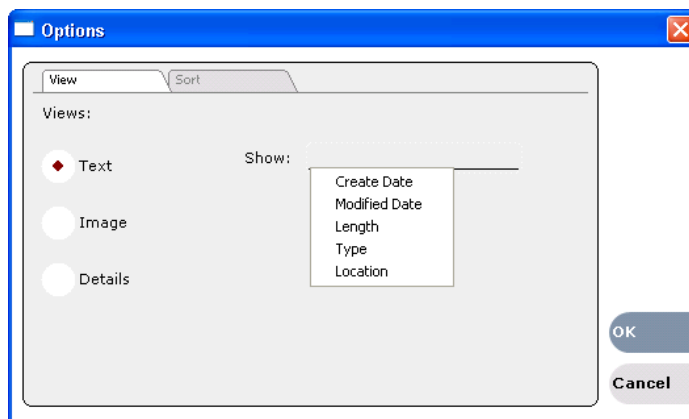 Options
View
Sort
Views:
Text
Show:
Create Date
Modified Date
Length
Type
Location
Image
Details
OK
Cancel